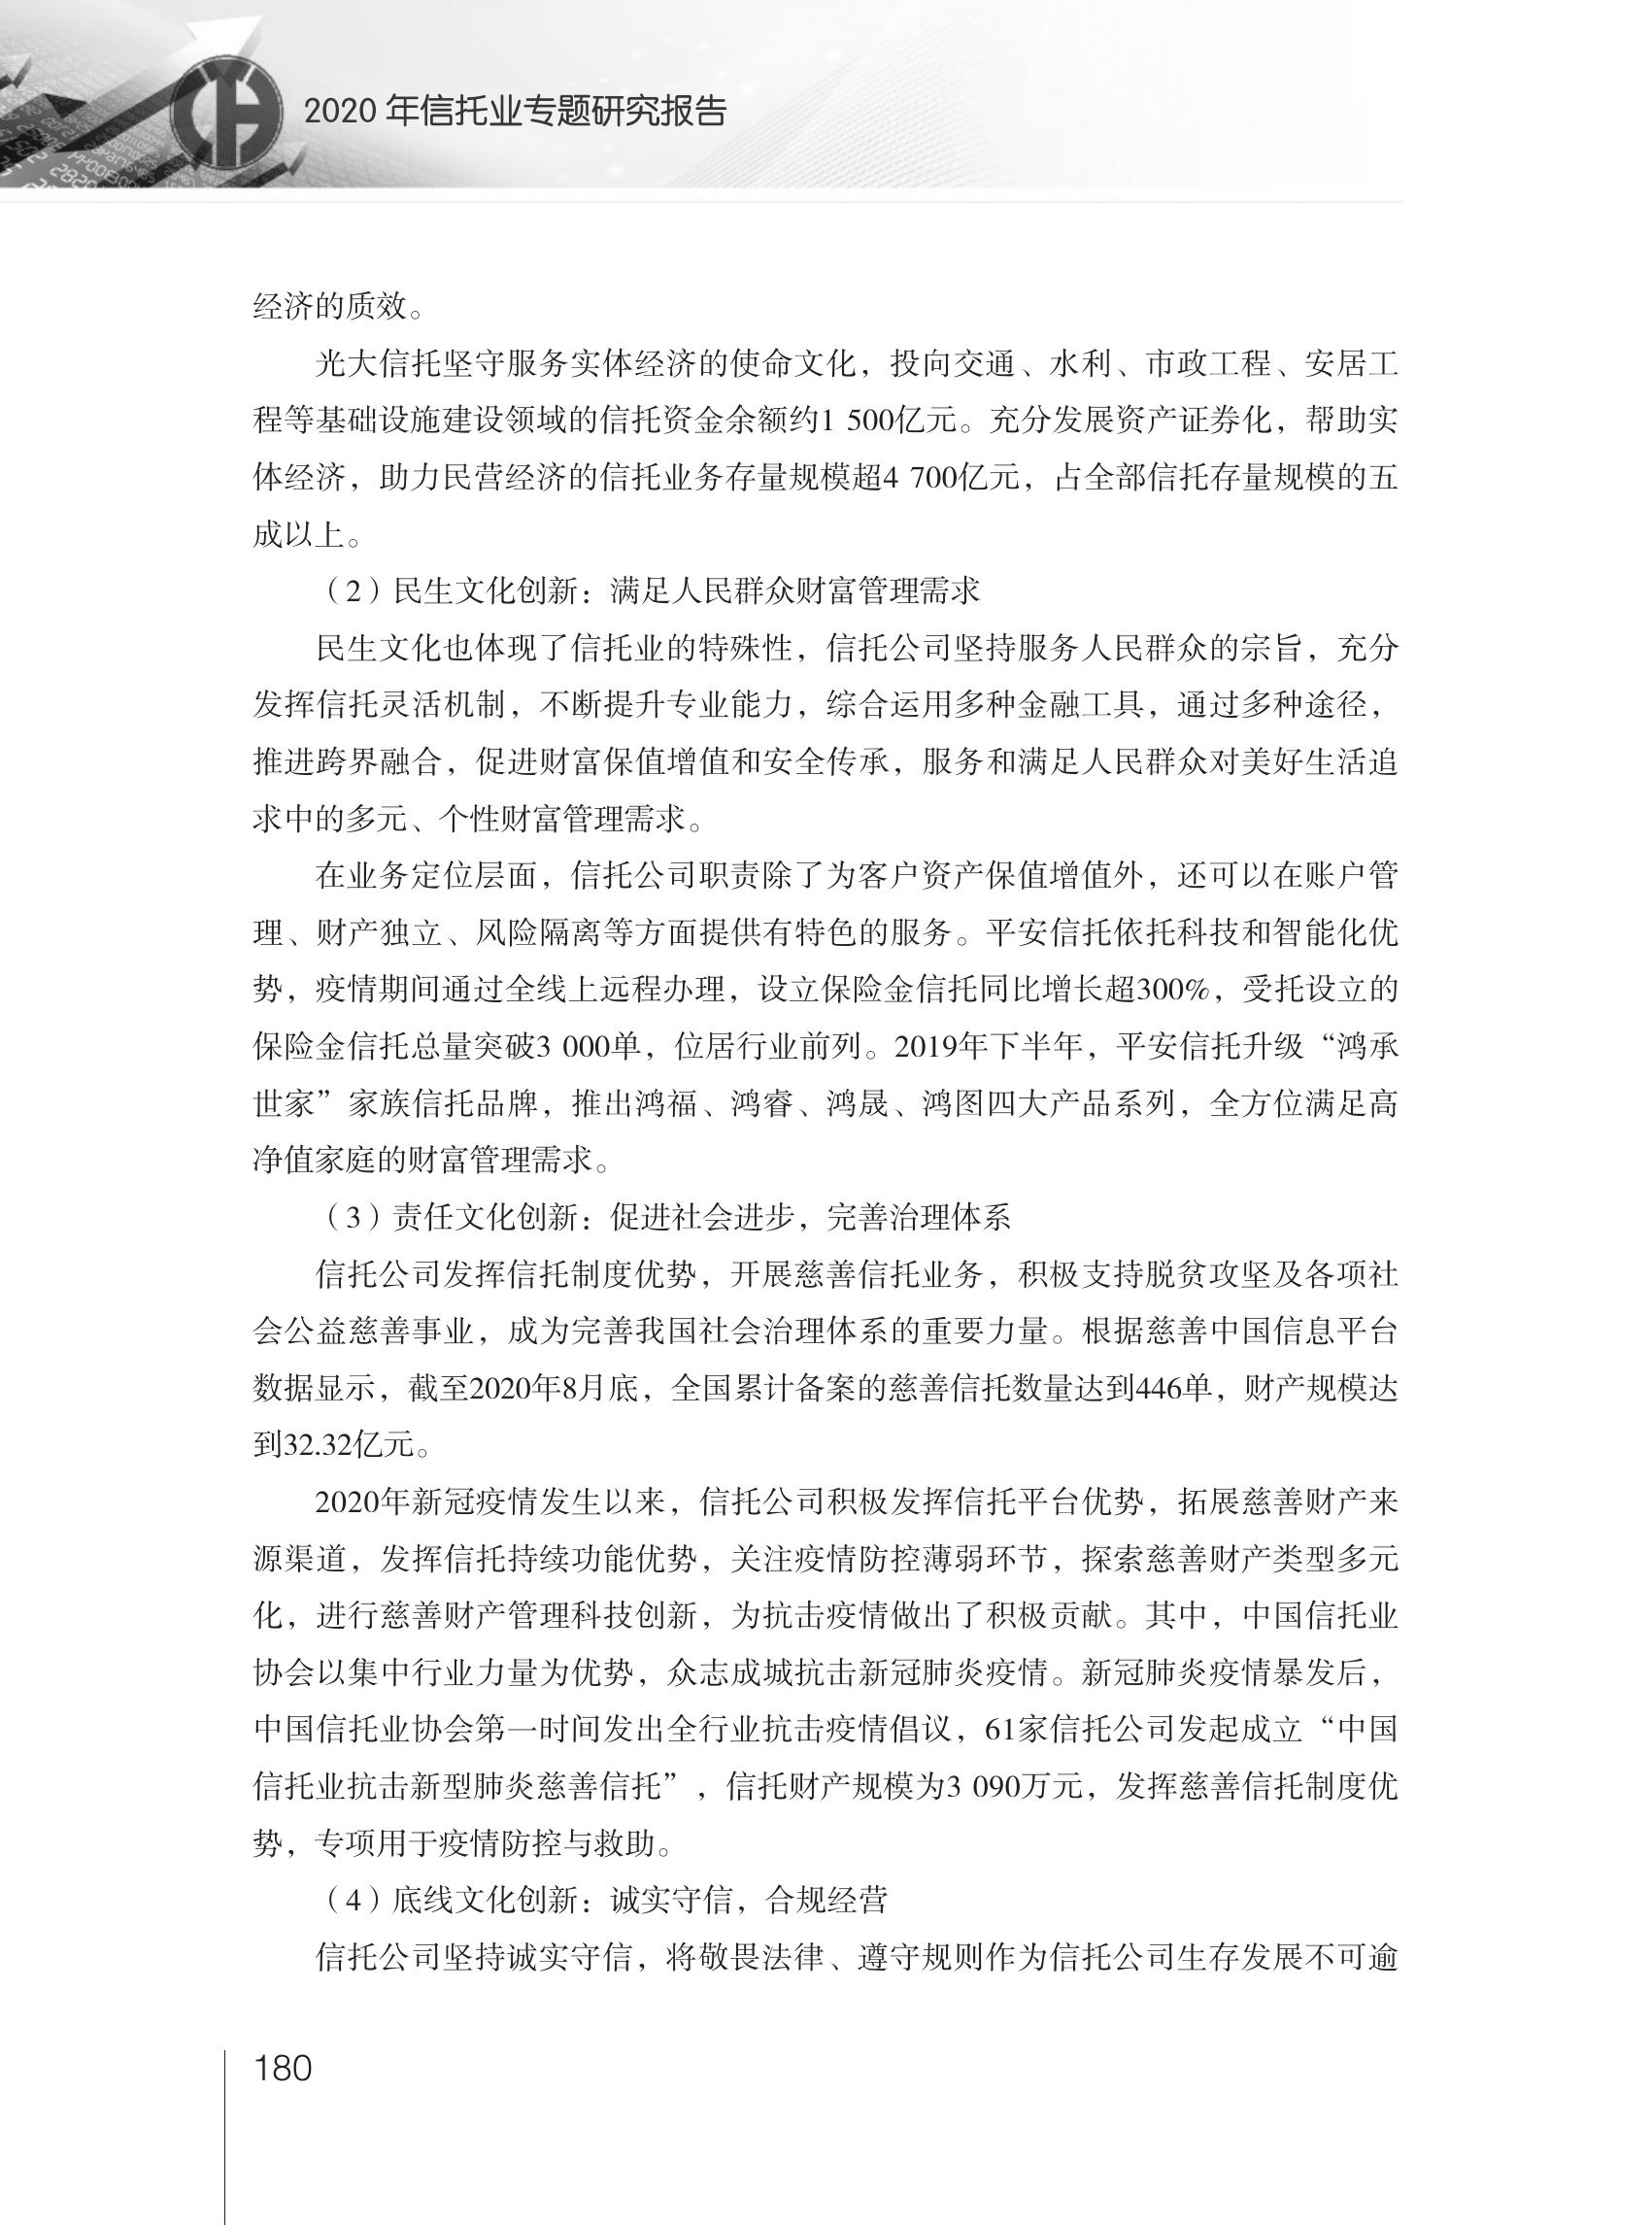 2020 年信托业专题研究报告
经济的质效。
光大信托坚守服务实体经济的使命文化，投向交通、水利、市政工程、安居工
程等基础设施建设领域的信托资金余额约1 500亿元。充分发展资产证券化，帮助实
体经济，助力民营经济的信托业务存量规模超4 700亿元，占全部信托存量规模的五
成以上。
（2）民生文化创新：满足人民群众财富管理需求
民生文化也体现了信托业的特殊性，信托公司坚持服务人民群众的宗旨，充分
发挥信托灵活机制，不断提升专业能力，综合运用多种金融工具，通过多种途径，
推进跨界融合，促进财富保值增值和安全传承，服务和满足人民群众对美好生活追
求中的多元、个性财富管理需求。
在业务定位层面，信托公司职责除了为客户资产保值增值外，还可以在账户管
理、财产独立、风险隔离等方面提供有特色的服务。平安信托依托科技和智能化优
势，疫情期间通过全线上远程办理，设立保险金信托同比增长超300%，受托设立的
保险金信托总量突破3 000单，位居行业前列。2019年下半年，平安信托升级“鸿承
世家”家族信托品牌，推出鸿福、鸿睿、鸿晟、鸿图四大产品系列，全方位满足高
净值家庭的财富管理需求。
（3）责任文化创新：促进社会进步，完善治理体系
信托公司发挥信托制度优势，开展慈善信托业务，积极支持脱贫攻坚及各项社
会公益慈善事业，成为完善我国社会治理体系的重要力量。根据慈善中国信息平台
数据显示，截至2020年8月底，全国累计备案的慈善信托数量达到446单，财产规模达
到32.32亿元。
2020年新冠疫情发生以来，信托公司积极发挥信托平台优势，拓展慈善财产来
源渠道，发挥信托持续功能优势，关注疫情防控薄弱环节，探索慈善财产类型多元
化，进行慈善财产管理科技创新，为抗击疫情做出了积极贡献。其中，中国信托业
协会以集中行业力量为优势，众志成城抗击新冠肺炎疫情。新冠肺炎疫情暴发后，
中国信托业协会第一时间发出全行业抗击疫情倡议，61家信托公司发起成立“中国
信托业抗击新型肺炎慈善信托”，信托财产规模为3 090万元，发挥慈善信托制度优
势，专项用于疫情防控与救助。
（4）底线文化创新：诚实守信，合规经营
信托公司坚持诚实守信，将敬畏法律、遵守规则作为信托公司生存发展不可逾
180